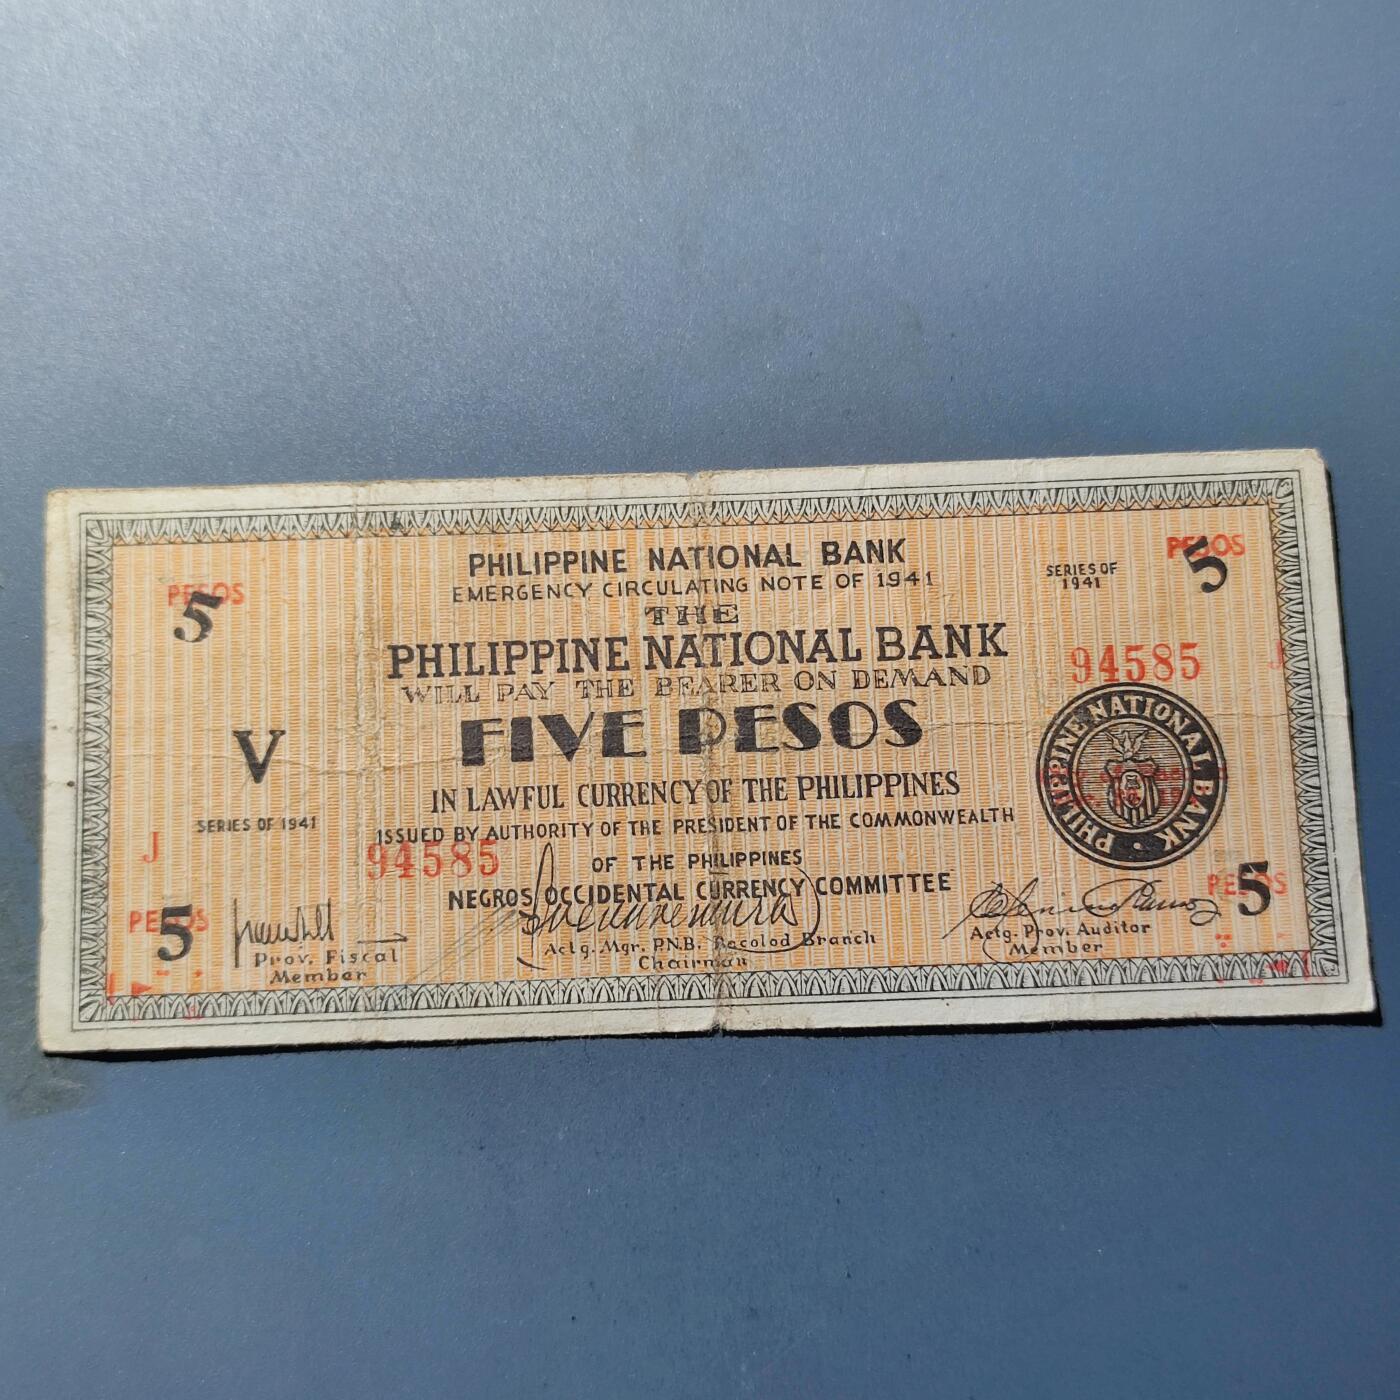 PHILIPPINE NATIONAL BANK
EMERGENCY CIRCULATING NOTE OF 1941
THE
PHILIPPINE NATIONAL BANK
WILL PAY THE BEARER ON DEMAND
FIVE PESOS
IN LAWFUL CURRENCY OF THE PHILIPPINES
ISSUED BY AUTHORITY OF THE PRESIDENT OF THE COMMONWEALTH
OF THE PHILIPPINES
NEGROS OCCIDENTAL CURRENCY COMMITTEE
PESOS
5
V
SERIES OF 1941
J
94585
PESOS
5
Prov. Fiscal
Member
Actg. Mgr. P.N.B. Bacolod Branch
Chairman
SERIES OF
1941
PESOS
5
94585
J
PHILIPPINE NATIONAL BANK
PESOS
5
Actg. Prov. Auditor
Member